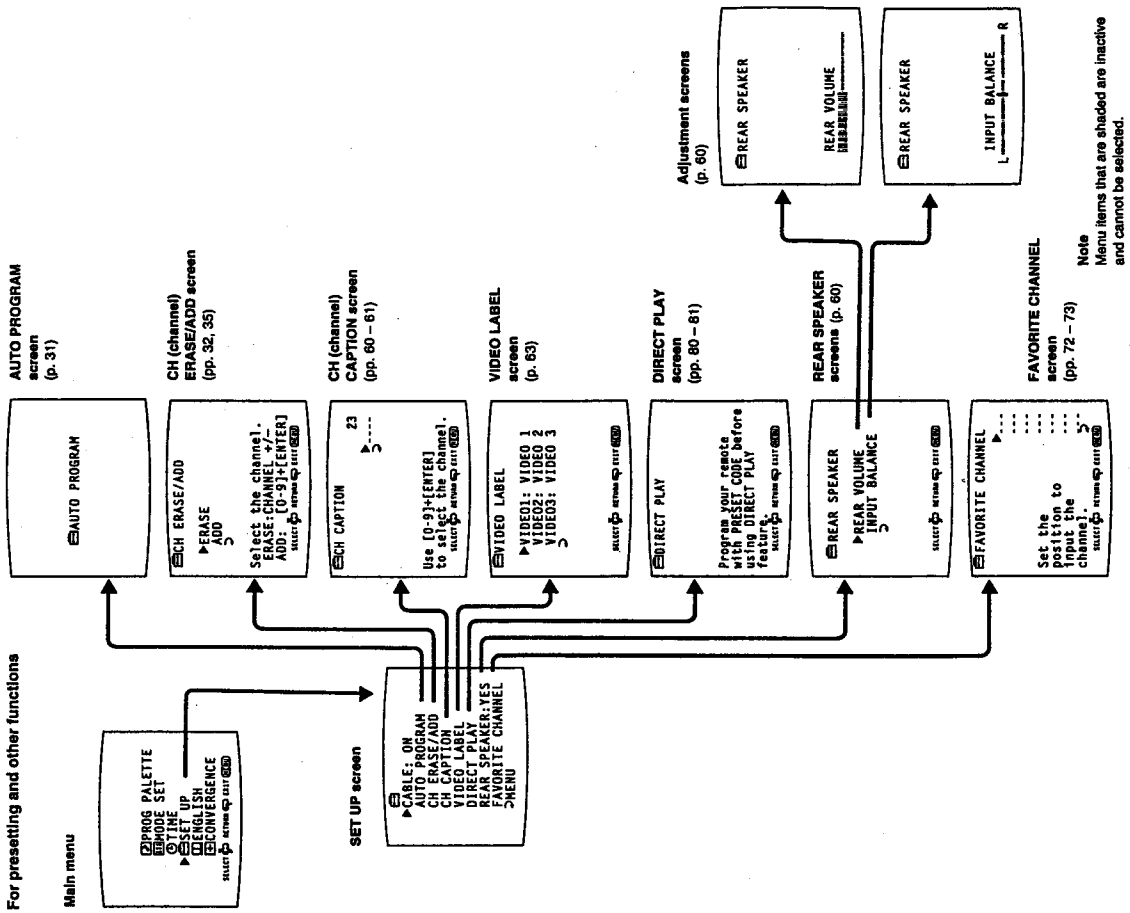 For presetting and other functions
Main menu
PROG PALETTE
MODE SET
TIME
▶SET UP
ENGLISH
CONVERGENCE
SELECT RETURN EXIT MENU
SET UP screen
▶CABLE: ON
AUTO PROGRAM
CH ERASE/ADD
CH CAPTION
VIDEO LABEL
DIRECT PLAY
REAR SPEAKER:YES
FAVORITE CHANNEL
MENU
AUTO PROGRAM
screen
(p. 31)
AUTO PROGRAM
CH (channel)
ERASE/ADD screen
(pp. 32, 35)
CH ERASE/ADD
▶ERASE
ADD
Select the channel.
ERASE:CHANNEL +/–
ADD: [0-9]+[ENTER]
SELECT RETURN EXIT MENU
CH (channel)
CAPTION screen
(pp. 60 – 61)
CH CAPTION
23
▶----
Use [0-9]+[ENTER]
to select the channel.
SELECT RETURN EXIT MENU
VIDEO LABEL
screen
(p. 63)
VIDEO LABEL
▶VIDEO1: VIDEO 1
VIDEO2: VIDEO 2
VIDEO3: VIDEO 3
SELECT RETURN EXIT MENU
DIRECT PLAY
screen
(pp. 80 – 81)
DIRECT PLAY
Program your remote
with PRESET CODE before
using DIRECT PLAY
feature.
SELECT RETURN EXIT MENU
REAR SPEAKER
screens (p. 60)
REAR SPEAKER
▶REAR VOLUME
INPUT BALANCE
SELECT RETURN EXIT MENU
FAVORITE CHANNEL
screen
(pp. 72 – 73)
FAVORITE CHANNEL
Set the
position to
input the
channel.
SELECT RETURN EXIT MENU
Adjustment screens
(p. 60)
REAR SPEAKER
REAR VOLUME
REAR SPEAKER
INPUT BALANCE
L R
Note
Menu items that are shaded are inactive
and cannot be selected.